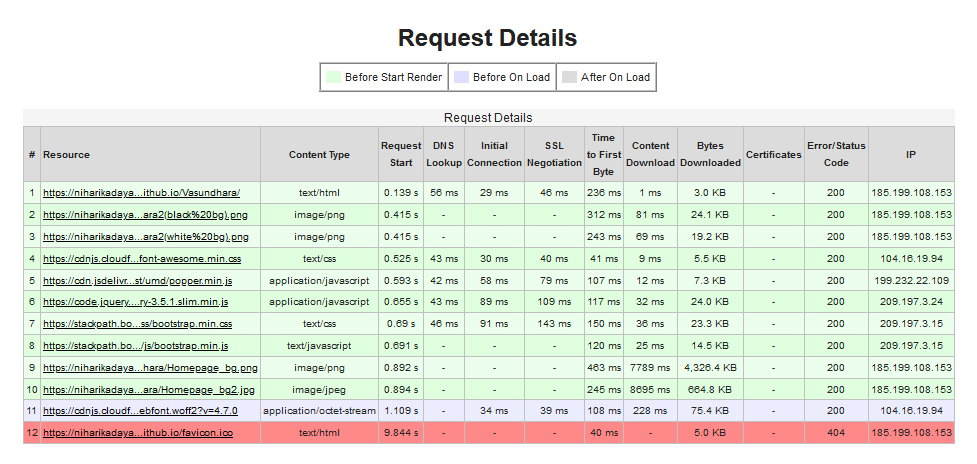 Request Details
Before Start Render Before On Load After On Load
Request Details
# Resource Content Type Request Start DNS Lookup Initial Connection SSL Negotiation Time to First Byte Content Download Bytes Downloaded Certificates Error/Status Code IP
1 https://niharikadaya...ithub.io/Vasundhara/ text/html 0.139 s 56 ms 29 ms 46 ms 236 ms 1 ms 3.0 KB - 200 185.199.108.153
2 https://niharikadaya...ara2(black%20bg).png image/png 0.415 s - - - 312 ms 81 ms 24.1 KB - 200 185.199.108.153
3 https://niharikadaya...ara2(white%20bg).png image/png 0.415 s - - - 243 ms 69 ms 19.2 KB - 200 185.199.108.153
4 https://cdnjs.cloudf...font-awesome.min.css text/css 0.525 s 43 ms 30 ms 40 ms 41 ms 9 ms 5.5 KB - 200 104.16.19.94
5 https://cdn.jsdelivr...st/umd/popper.min.js application/javascript 0.593 s 42 ms 58 ms 79 ms 107 ms 12 ms 7.3 KB - 200 199.232.22.109
6 https://code.jquery....ry-3.5.1.slim.min.js application/javascript 0.655 s 43 ms 89 ms 109 ms 117 ms 32 ms 24.0 KB - 200 209.197.3.24
7 https://stackpath.bo...ss/bootstrap.min.css text/css 0.69 s 46 ms 91 ms 143 ms 150 ms 36 ms 23.3 KB - 200 209.197.3.15
8 https://stackpath.bo.../js/bootstrap.min.js text/javascript 0.691 s - - - 120 ms 25 ms 14.5 KB - 200 209.197.3.15
9 https://niharikadaya...hara/Homepage_bg.png image/png 0.892 s - - - 463 ms 7789 ms 4,326.4 KB - 200 185.199.108.153
10 https://niharikadaya...ara/Homepage_bg2.jpg image/jpeg 0.894 s - - - 245 ms 8695 ms 664.8 KB - 200 185.199.108.153
11 https://cdnjs.cloudf...ebfont.woff2?v=4.7.0 application/octet-stream 1.109 s - 34 ms 39 ms 108 ms 228 ms 75.4 KB - 200 104.16.19.94
12 https://niharikadaya...ithub.io/favicon.ico text/html 9.844 s - - - 40 ms - 5.0 KB - 404 185.199.108.153